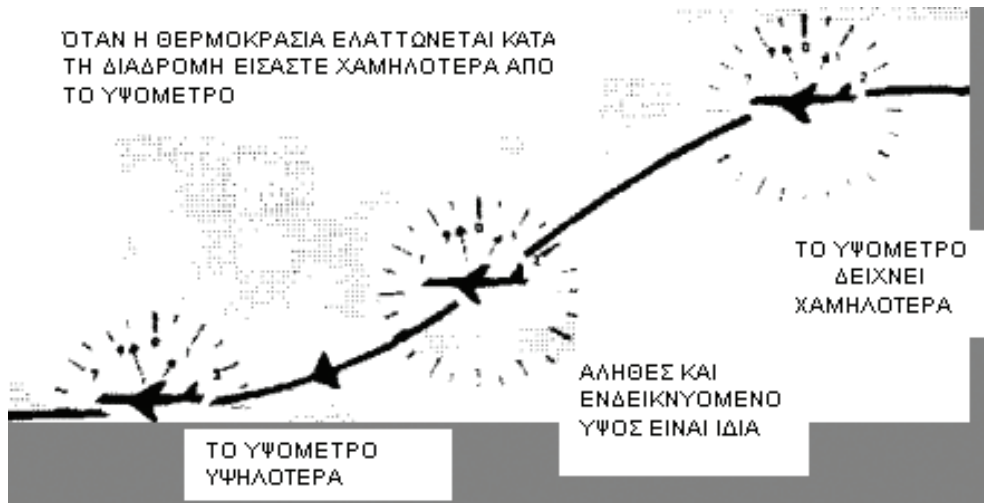 ΌΤΑΝ Η ΘΕΡΜΟΚΡΑΣΙΑ ΕΛΑΤΤΩΝΕΤΑΙ ΚΑΤΑ
ΤΗ ΔΙΑΔΡΟΜΗ ΕΙΣΑΣΤΕ ΧΑΜΗΛΟΤΕΡΑ ΑΠΟ
ΤΟ ΥΨΟΜΕΤΡΟ
ΤΟ ΥΨΟΜΕΤΡΟ
ΔΕΙΧΝΕΙ
ΧΑΜΗΛΟΤΕΡΑ
ΑΛΗΘΕΣ ΚΑΙ
ΕΝΔΕΙΚΝΥΟΜΕΝΟ
ΥΨΟΣ ΕΙΝΑΙ ΙΔΙΑ
ΤΟ ΥΨΟΜΕΤΡΟ
ΥΨΗΛΟΤΕΡΑ